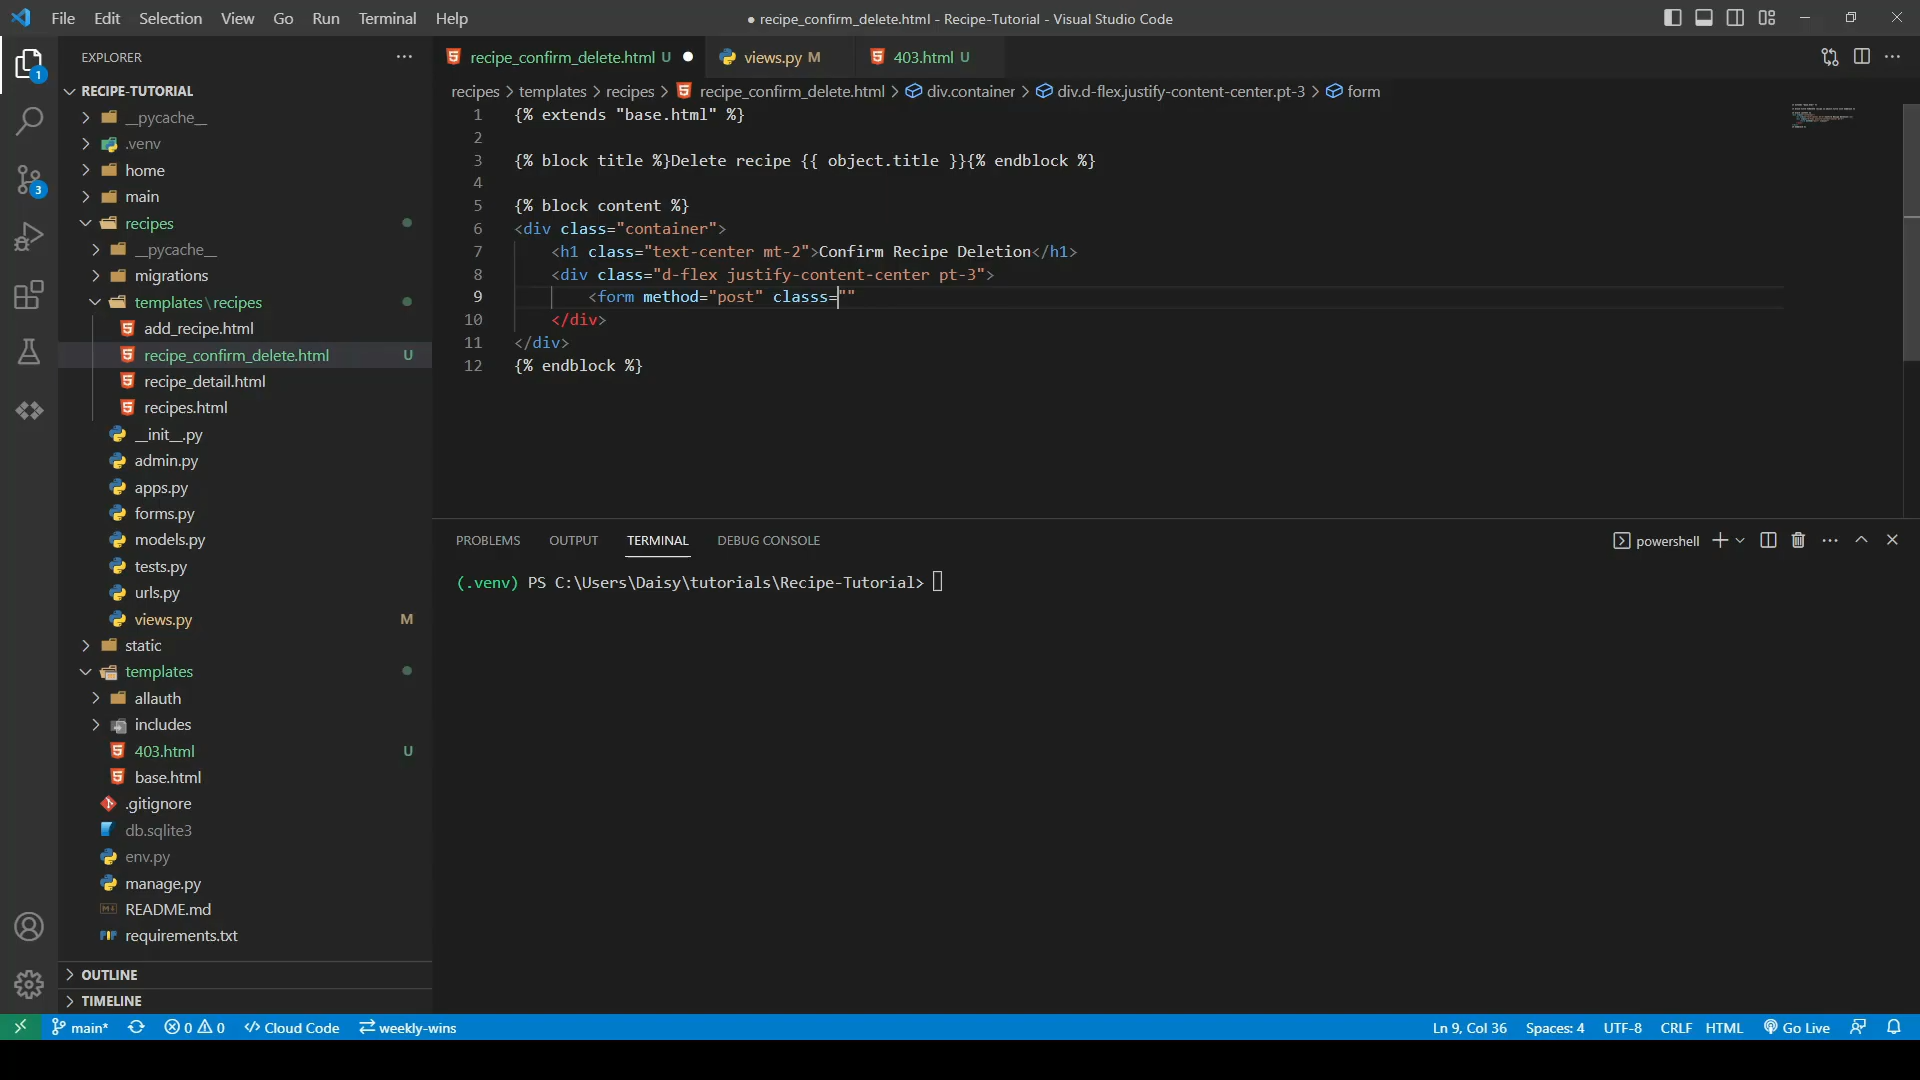 File Edit Selection View Go Run Terminal Help
● recipe_confirm_delete.html - Recipe-Tutorial - Visual Studio Code
EXPLORER
recipe_confirm_delete.html U
views.py M
403.html U
1
3
RECIPE-TUTORIAL
__pycache__
.venv
home
main
recipes
__pycache__
migrations
templates\recipes
add_recipe.html
recipe_confirm_delete.html U
recipe_detail.html
recipes.html
__init__.py
admin.py
apps.py
forms.py
models.py
tests.py
urls.py
views.py M
static
templates
allauth
includes
403.html U
base.html
.gitignore
db.sqlite3
env.py
manage.py
README.md
requirements.txt
OUTLINE
TIMELINE
recipes > templates > recipes > recipe_confirm_delete.html > div.container > div.d-flex.justify-content-center.pt-3 > form
1 {% extends "base.html" %}
2
3 {% block title %}Delete recipe {{ object.title }}{% endblock %}
4
5 {% block content %}
6 <div class="container">
7 <h1 class="text-center mt-2">Confirm Recipe Deletion</h1>
8 <div class="d-flex justify-content-center pt-3">
9 <form method="post" classs=""
10 </div>
11 </div>
12 {% endblock %}
PROBLEMS OUTPUT TERMINAL DEBUG CONSOLE
powershell
(.venv) PS C:\Users\Daisy\tutorials\Recipe-Tutorial>
main* 0 0 Cloud Code weekly-wins
Ln 9, Col 36 Spaces: 4 UTF-8 CRLF HTML Go Live